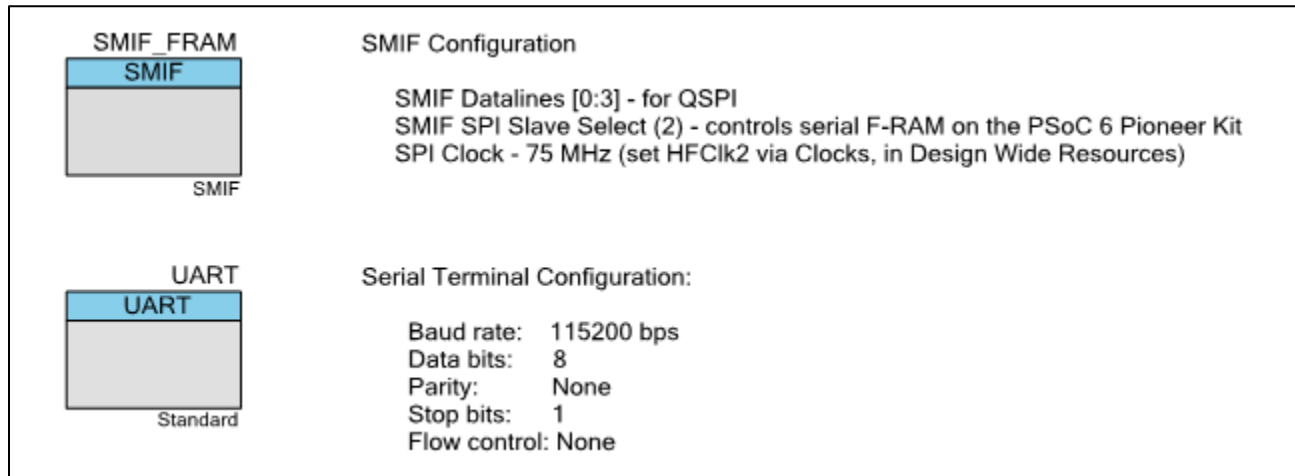 SMIF_FRAM
SMIF
SMIF
SMIF Configuration
SMIF Datalines [0:3] - for QSPI
SMIF SPI Slave Select (2) - controls serial F-RAM on the PSoC 6 Pioneer Kit
SPI Clock - 75 MHz (set HFClk2 via Clocks, in Design Wide Resources)
UART
UART
Standard
Serial Terminal Configuration:
Baud rate: 115200 bps
Data bits: 8
Parity: None
Stop bits: 1
Flow control: None